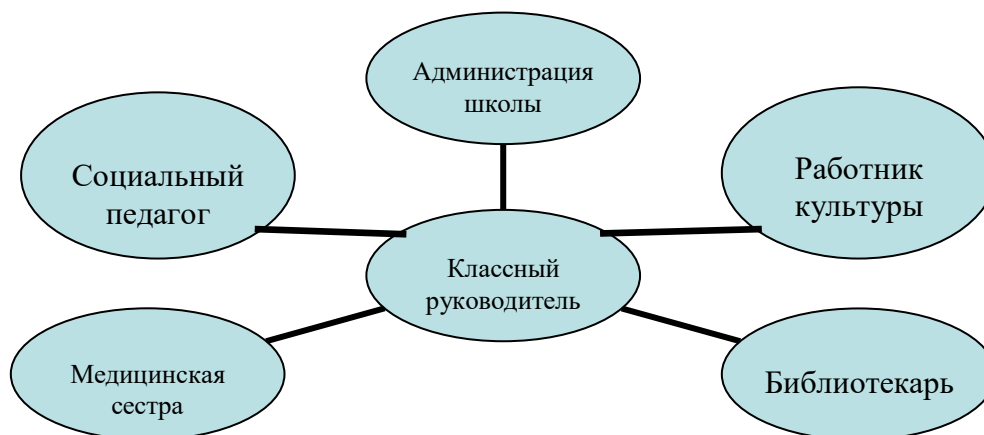 Администрация
школы
Социальный
педагог
Работник
культуры
Классный
руководитель
Медицинская
сестра
Библиотекарь